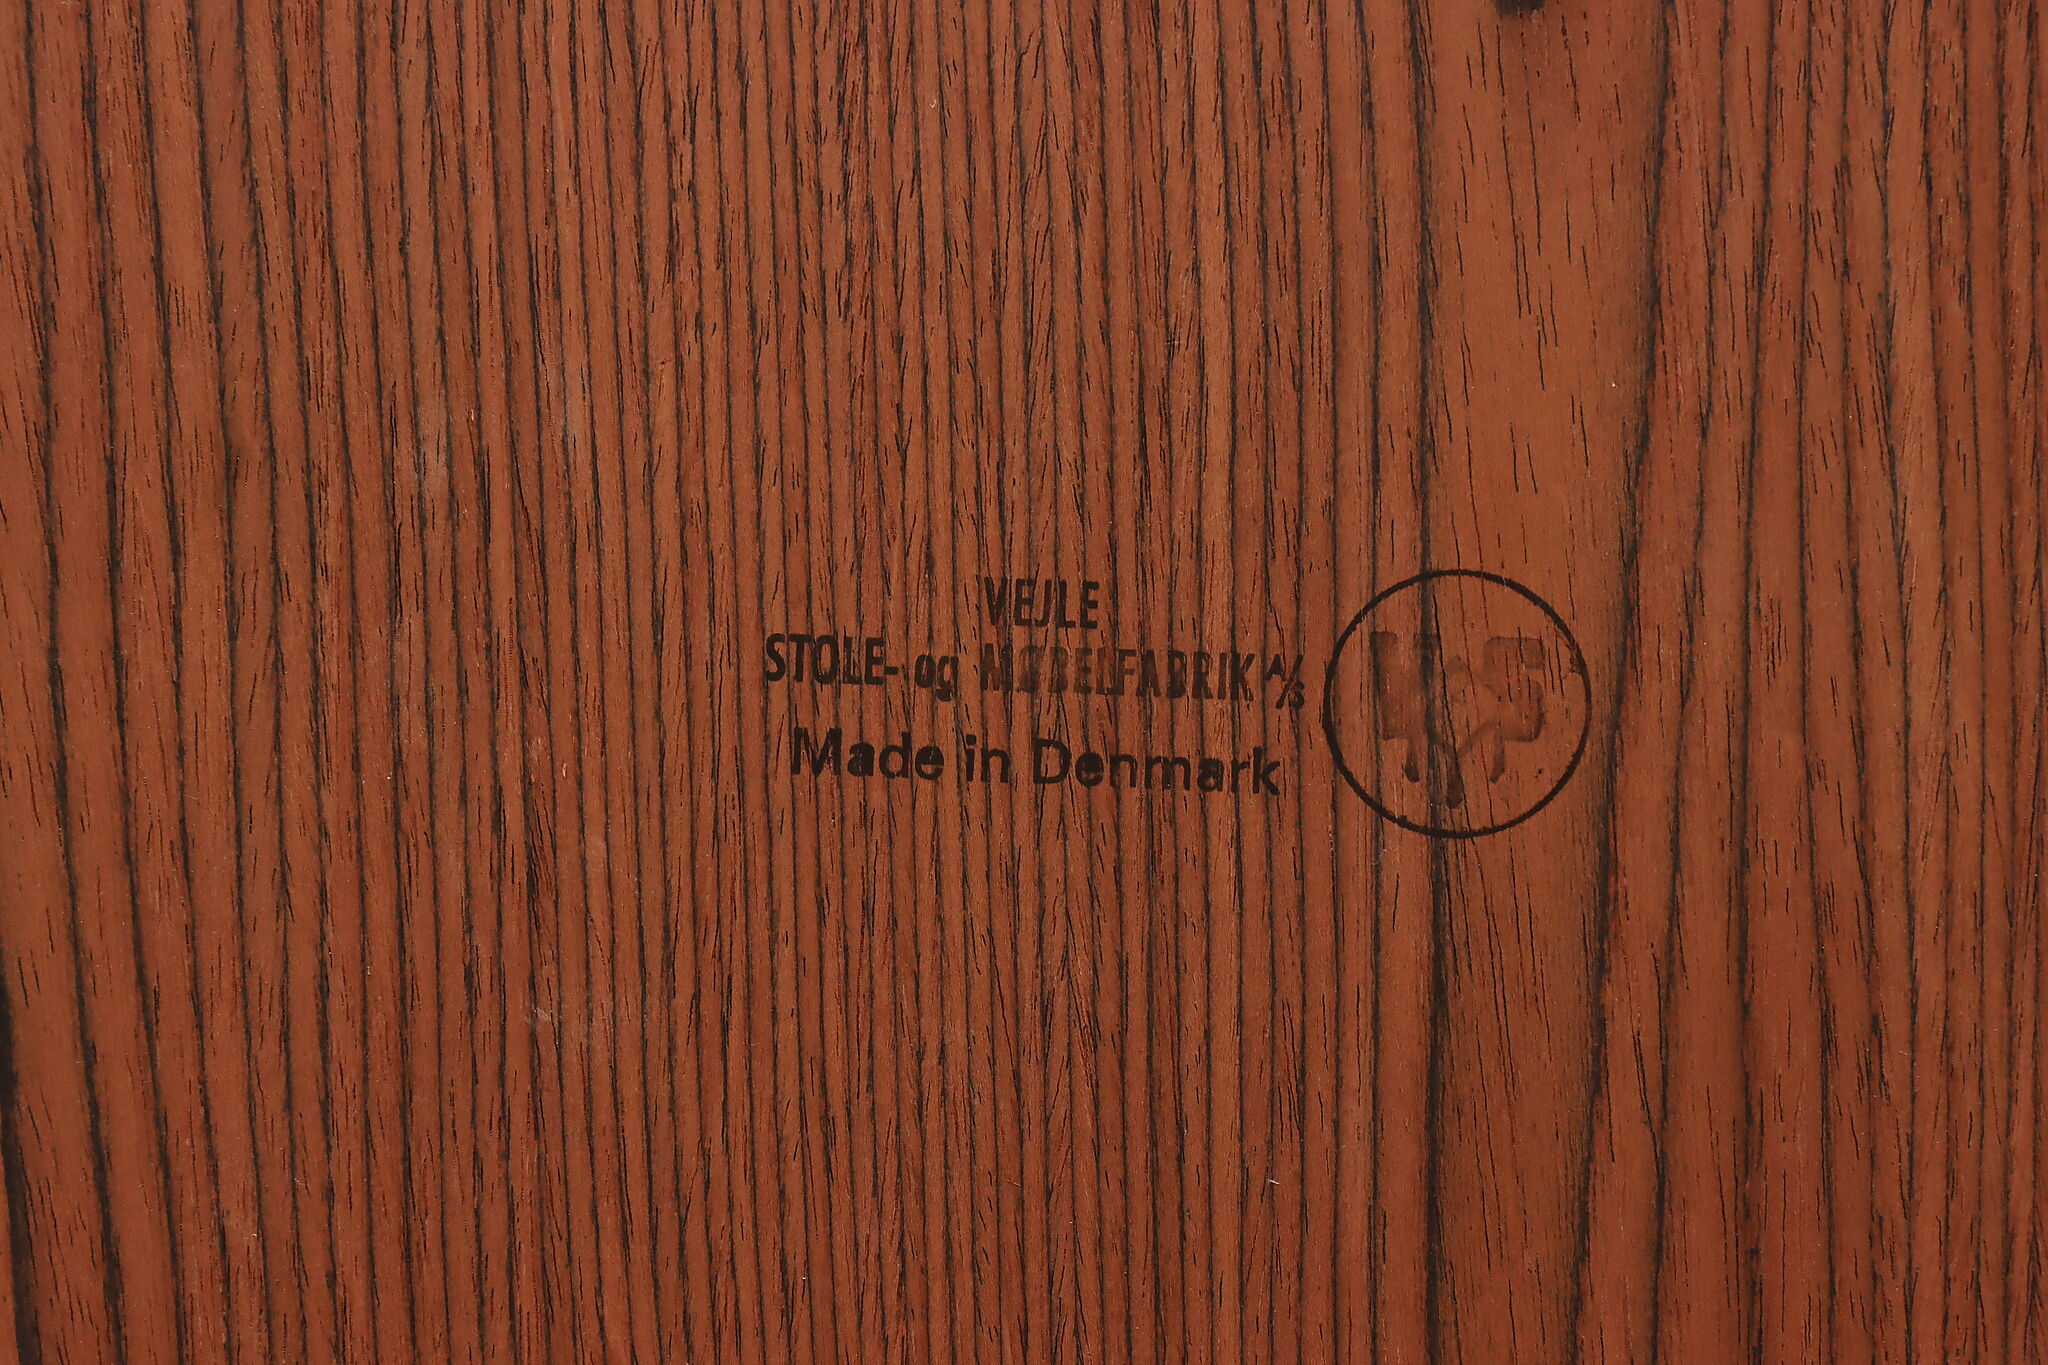 VEJLE
STOLE- og MØBELFABRIK A/S
Made in Denmark